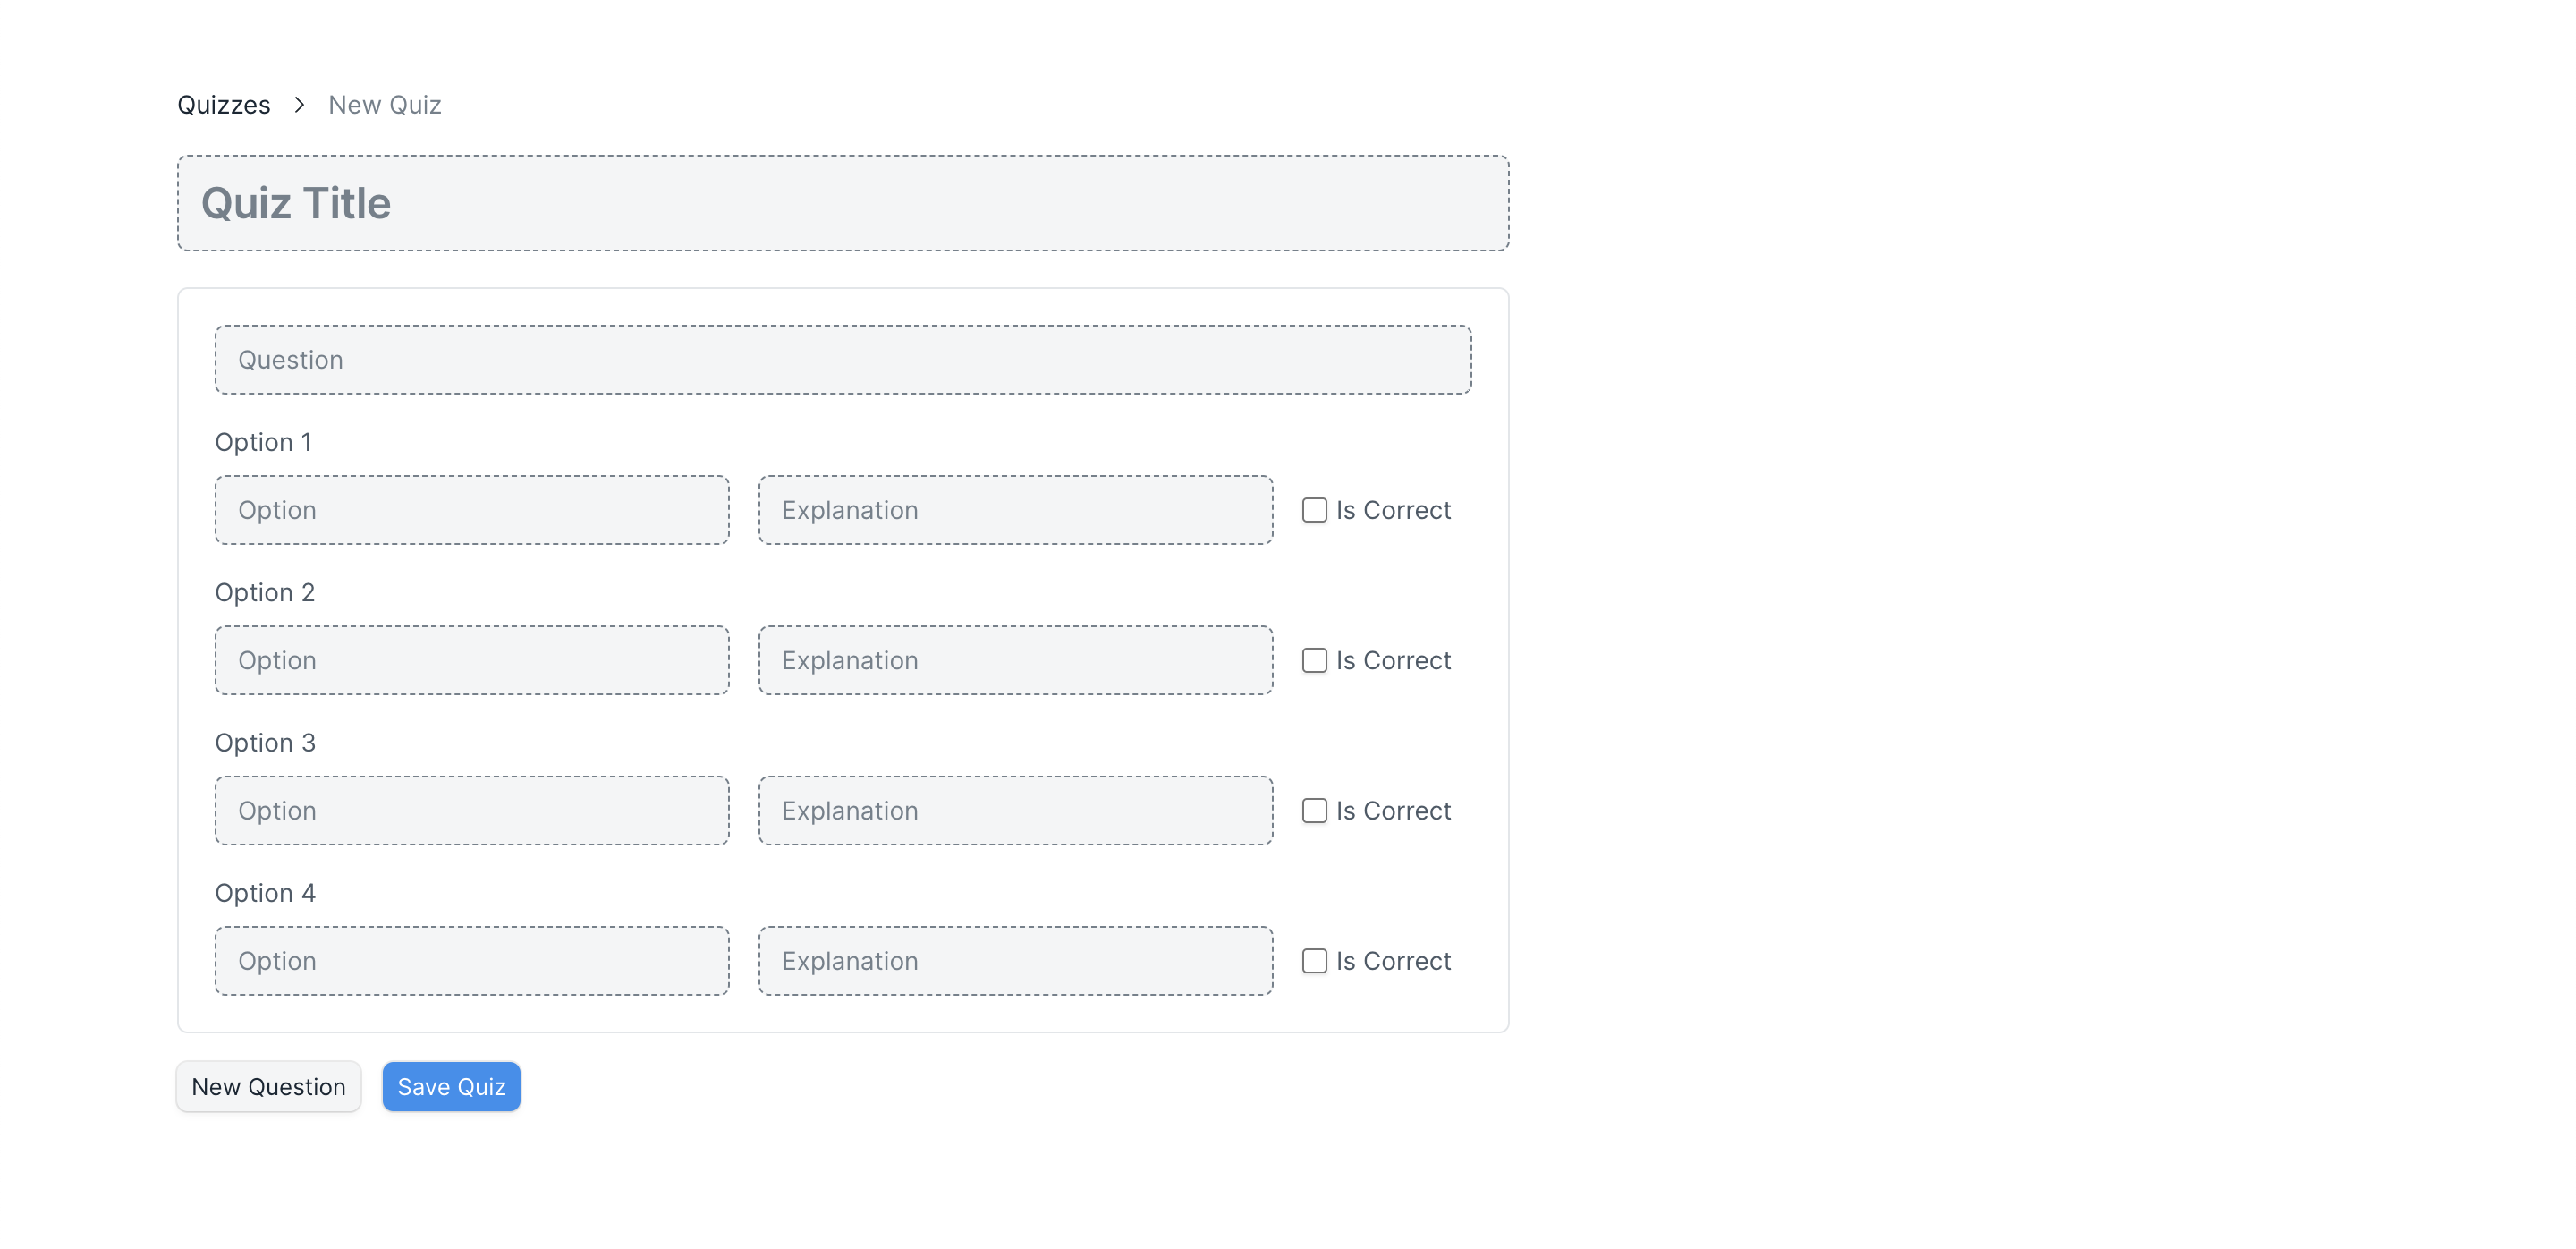 Quizzes > New Quiz
Quiz Title
Question
Option 1
Option Explanation Is Correct
Option 2
Option Explanation Is Correct
Option 3
Option Explanation Is Correct
Option 4
Option Explanation Is Correct
New Question Save Quiz